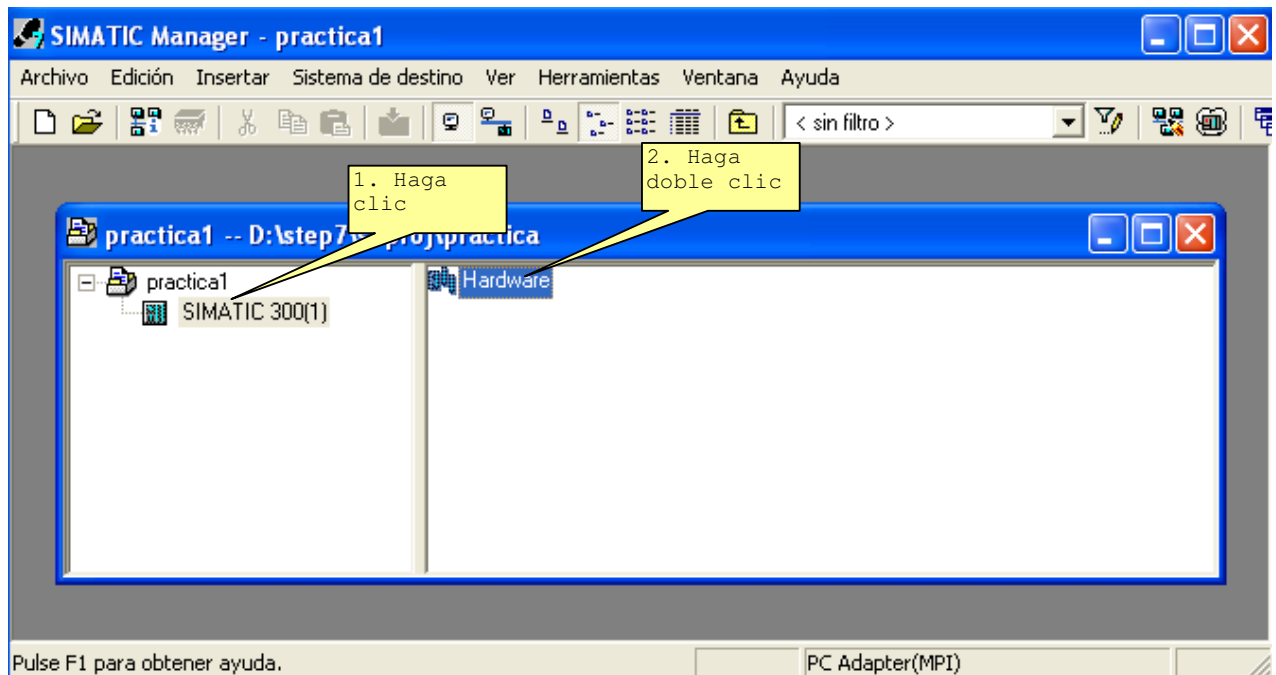 SIMATIC Manager - practica1
Archivo Edición Insertar Sistema de destino Ver Herramientas Ventana Ayuda
< sin filtro >
1. Haga
clic
2. Haga
doble clic
practica1 -- D:\step7\ \practica
practica1
SIMATIC 300(1)
Hardware
Pulse F1 para obtener ayuda.
PC Adapter(MPI)